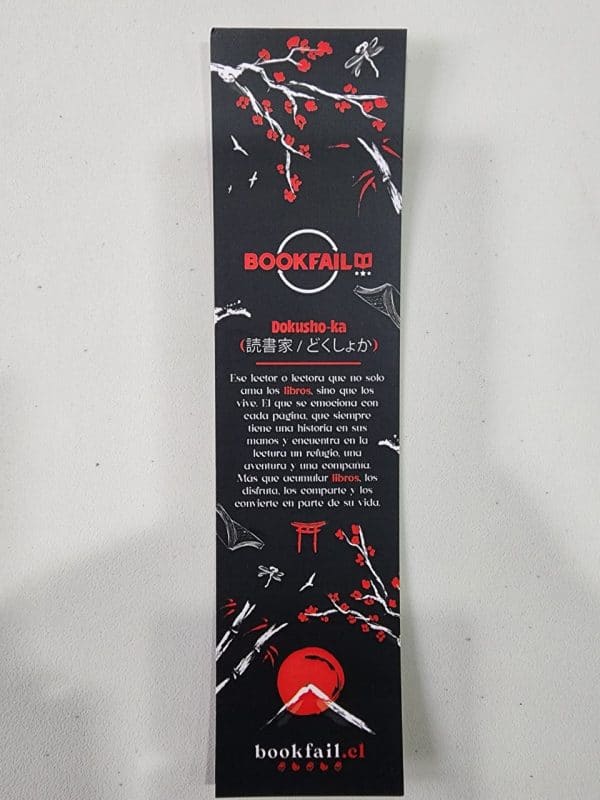 BOOKFAIL
Dokusho-ka
(読書家 / どくしょか)
Ese lector o lectora que no solo
ama los libros, sino que los
vive. El que se emociona con
cada página, que siempre
tiene una historia en sus
manos y encuentra en la
lectura un refugio, una
aventura y una compañía.
Más que acumular libros, los
disfruta, los comparte y los
convierte en parte de su vida.
bookfail.cl